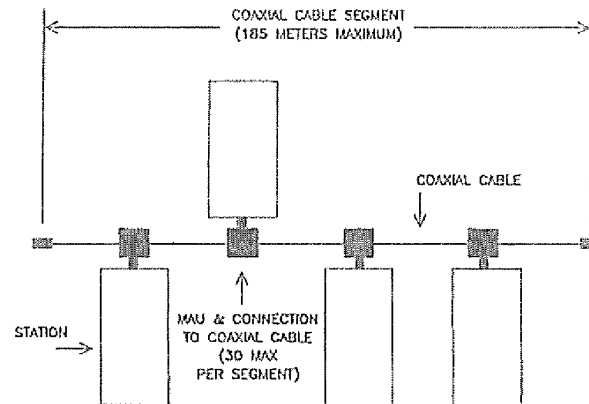 COAXIAL CABLE SEGMENT
(185 METERS MAXIMUM)
COAXIAL CABLE
STATION
MAU & CONNECTION
TO COAXIAL CABLE
(30 MAX
PER SEGMENT)